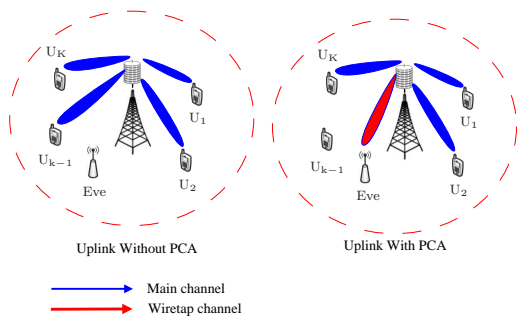 U_K
U_1
U_{k-1}
U_2
Eve
Uplink Without PCA
U_K
U_1
U_{k-1}
U_2
Eve
Uplink With PCA
Main channel
Wiretap channel